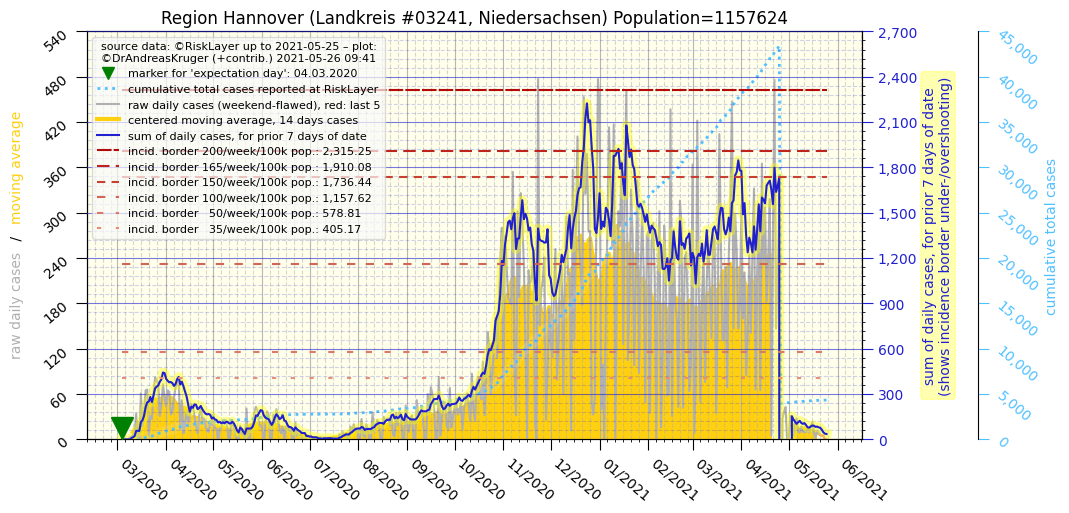 Region Hannover (Landkreis #03241, Niedersachsen) Population=1157624
source data: ©RiskLayer up to 2021-05-25 – plot:
©DrAndreasKruger (+contrib.) 2021-05-26 09:41
marker for 'expectation day': 04.03.2020
cumulative total cases reported at RiskLayer
raw daily cases (weekend-flawed), red: last 5
centered moving average, 14 days cases
sum of daily cases, for prior 7 days of date
incid. border 200/week/100k pop.: 2,315.25
incid. border 165/week/100k pop.: 1,910.08
incid. border 150/week/100k pop.: 1,736.44
incid. border 100/week/100k pop.: 1,157.62
incid. border   50/week/100k pop.: 578.81
incid. border   35/week/100k pop.: 405.17
raw daily cases / moving average
540
480
420
360
300
240
180
120
60
0
03/2020
04/2020
05/2020
06/2020
07/2020
08/2020
09/2020
10/2020
11/2020
12/2020
01/2021
02/2021
03/2021
04/2021
05/2021
06/2021
2,700
2,400
2,100
1,800
1,500
1,200
900
600
300
0
sum of daily cases, for prior 7 days of date
(shows incidence border under-/overshooting)
45,000
40,000
35,000
30,000
25,000
20,000
15,000
10,000
5,000
0
cumulative total cases